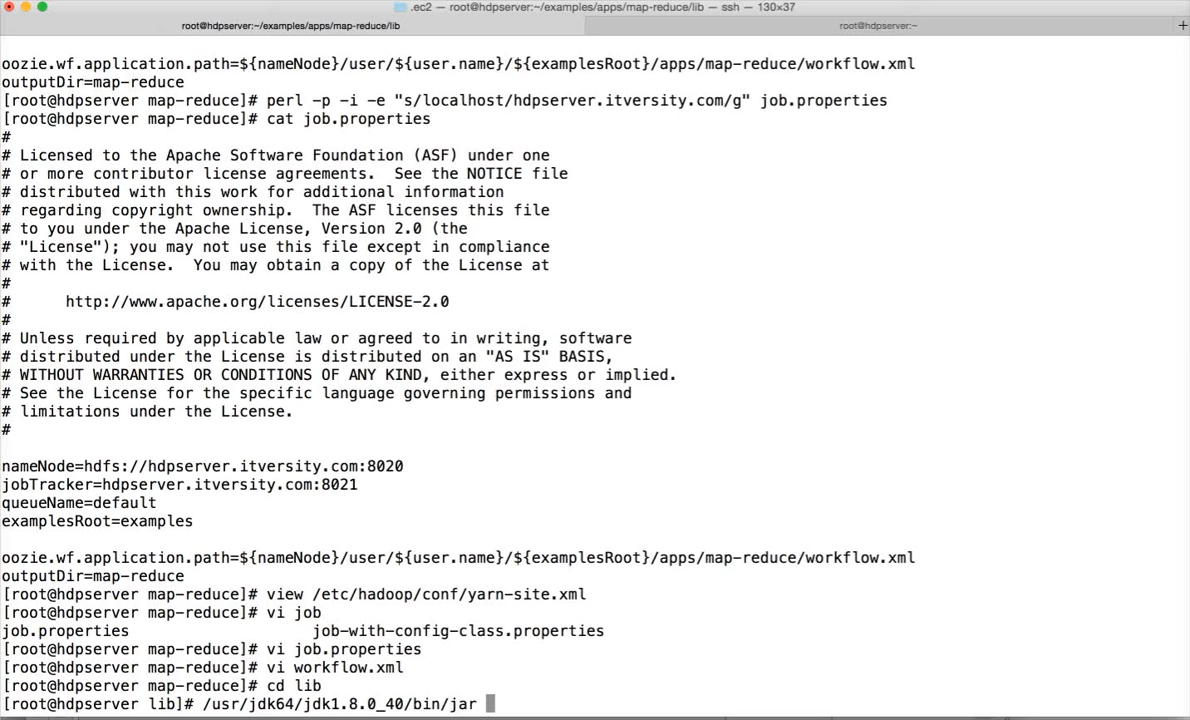 .ec2 — root@hdpserver:~/examples/apps/map-reduce/lib — ssh — 130×37
root@hdpserver:~/examples/apps/map-reduce/lib
root@hdpserver:~
+
oozie.wf.application.path=${nameNode}/user/${user.name}/${examplesRoot}/apps/map-reduce/workflow.xml
outputDir=map-reduce
[root@hdpserver map-reduce]# perl -p -i -e "s/localhost/hdpserver.itversity.com/g" job.properties
[root@hdpserver map-reduce]# cat job.properties
#
# Licensed to the Apache Software Foundation (ASF) under one
# or more contributor license agreements.  See the NOTICE file
# distributed with this work for additional information
# regarding copyright ownership.  The ASF licenses this file
# to you under the Apache License, Version 2.0 (the
# "License"); you may not use this file except in compliance
# with the License.  You may obtain a copy of the License at
#
#      http://www.apache.org/licenses/LICENSE-2.0
#
# Unless required by applicable law or agreed to in writing, software
# distributed under the License is distributed on an "AS IS" BASIS,
# WITHOUT WARRANTIES OR CONDITIONS OF ANY KIND, either express or implied.
# See the License for the specific language governing permissions and
# limitations under the License.
#
nameNode=hdfs://hdpserver.itversity.com:8020
jobTracker=hdpserver.itversity.com:8021
queueName=default
examplesRoot=examples
oozie.wf.application.path=${nameNode}/user/${user.name}/${examplesRoot}/apps/map-reduce/workflow.xml
outputDir=map-reduce
[root@hdpserver map-reduce]# view /etc/hadoop/conf/yarn-site.xml
[root@hdpserver map-reduce]# vi job
job.properties                    job-with-config-class.properties
[root@hdpserver map-reduce]# vi job.properties
[root@hdpserver map-reduce]# vi workflow.xml
[root@hdpserver map-reduce]# cd lib
[root@hdpserver lib]# /usr/jdk64/jdk1.8.0_40/bin/jar